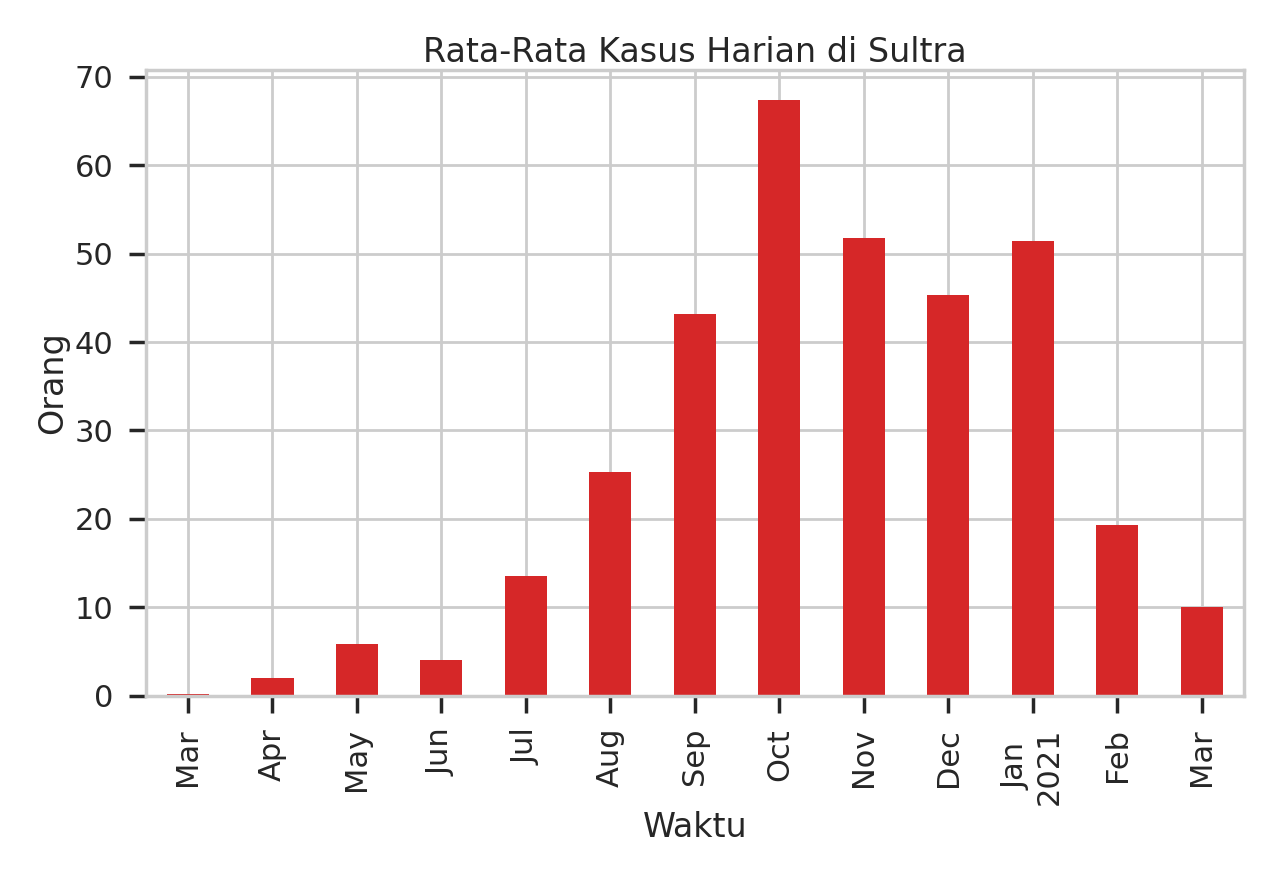 Rata-Rata Kasus Harian di Sultra
70
60
50
40
30
20
10
0
Orang
Mar
Apr
May
Jun
Jul
Aug
Sep
Oct
Nov
Dec
Jan
2021
Feb
Mar
Waktu